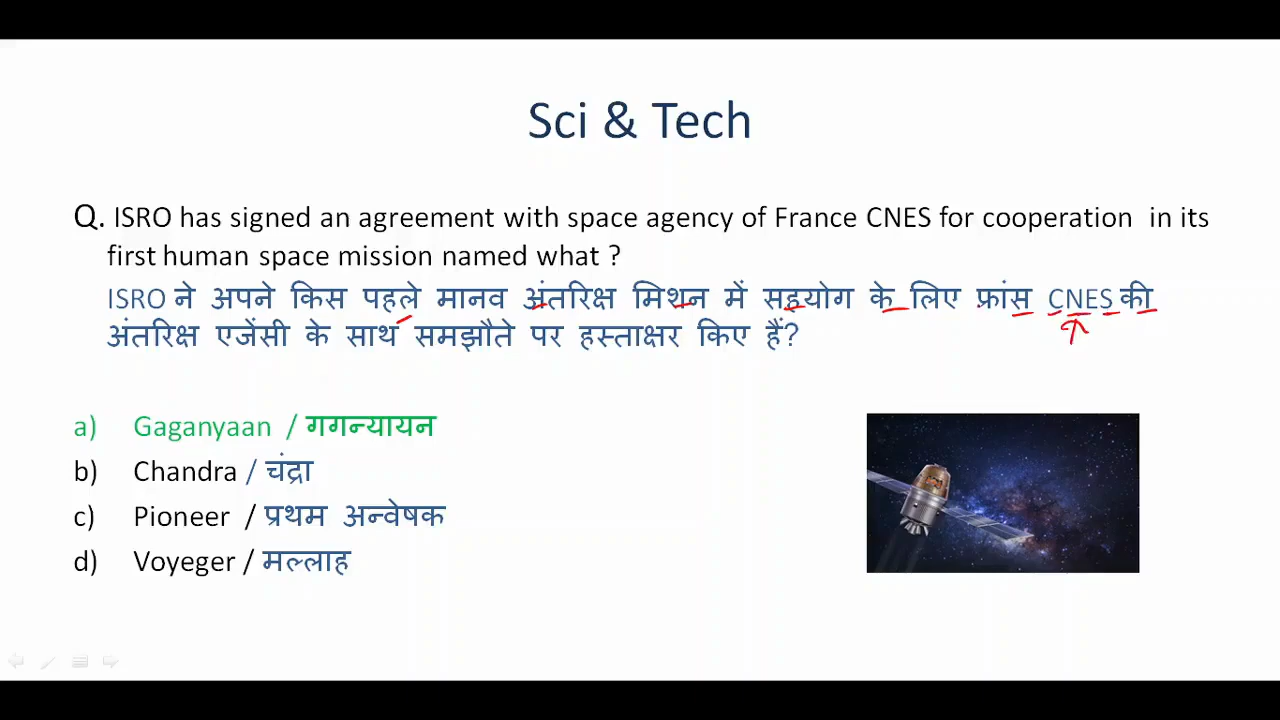 Sci & Tech
Q. ISRO has signed an agreement with space agency of France CNES for cooperation in its
first human space mission named what ?
ISRO ने अपने किस पहले मानव अंतरिक्ष मिशन में सहयोग के लिए फ्रांस CNES की
अंतरिक्ष एजेंसी के साथ समझौते पर हस्ताक्षर किए हैं?
a) Gaganyaan / गगन्यायन
b) Chandra / चंद्रा
c) Pioneer / प्रथम अन्वेषक
d) Voyeger / मल्लाह